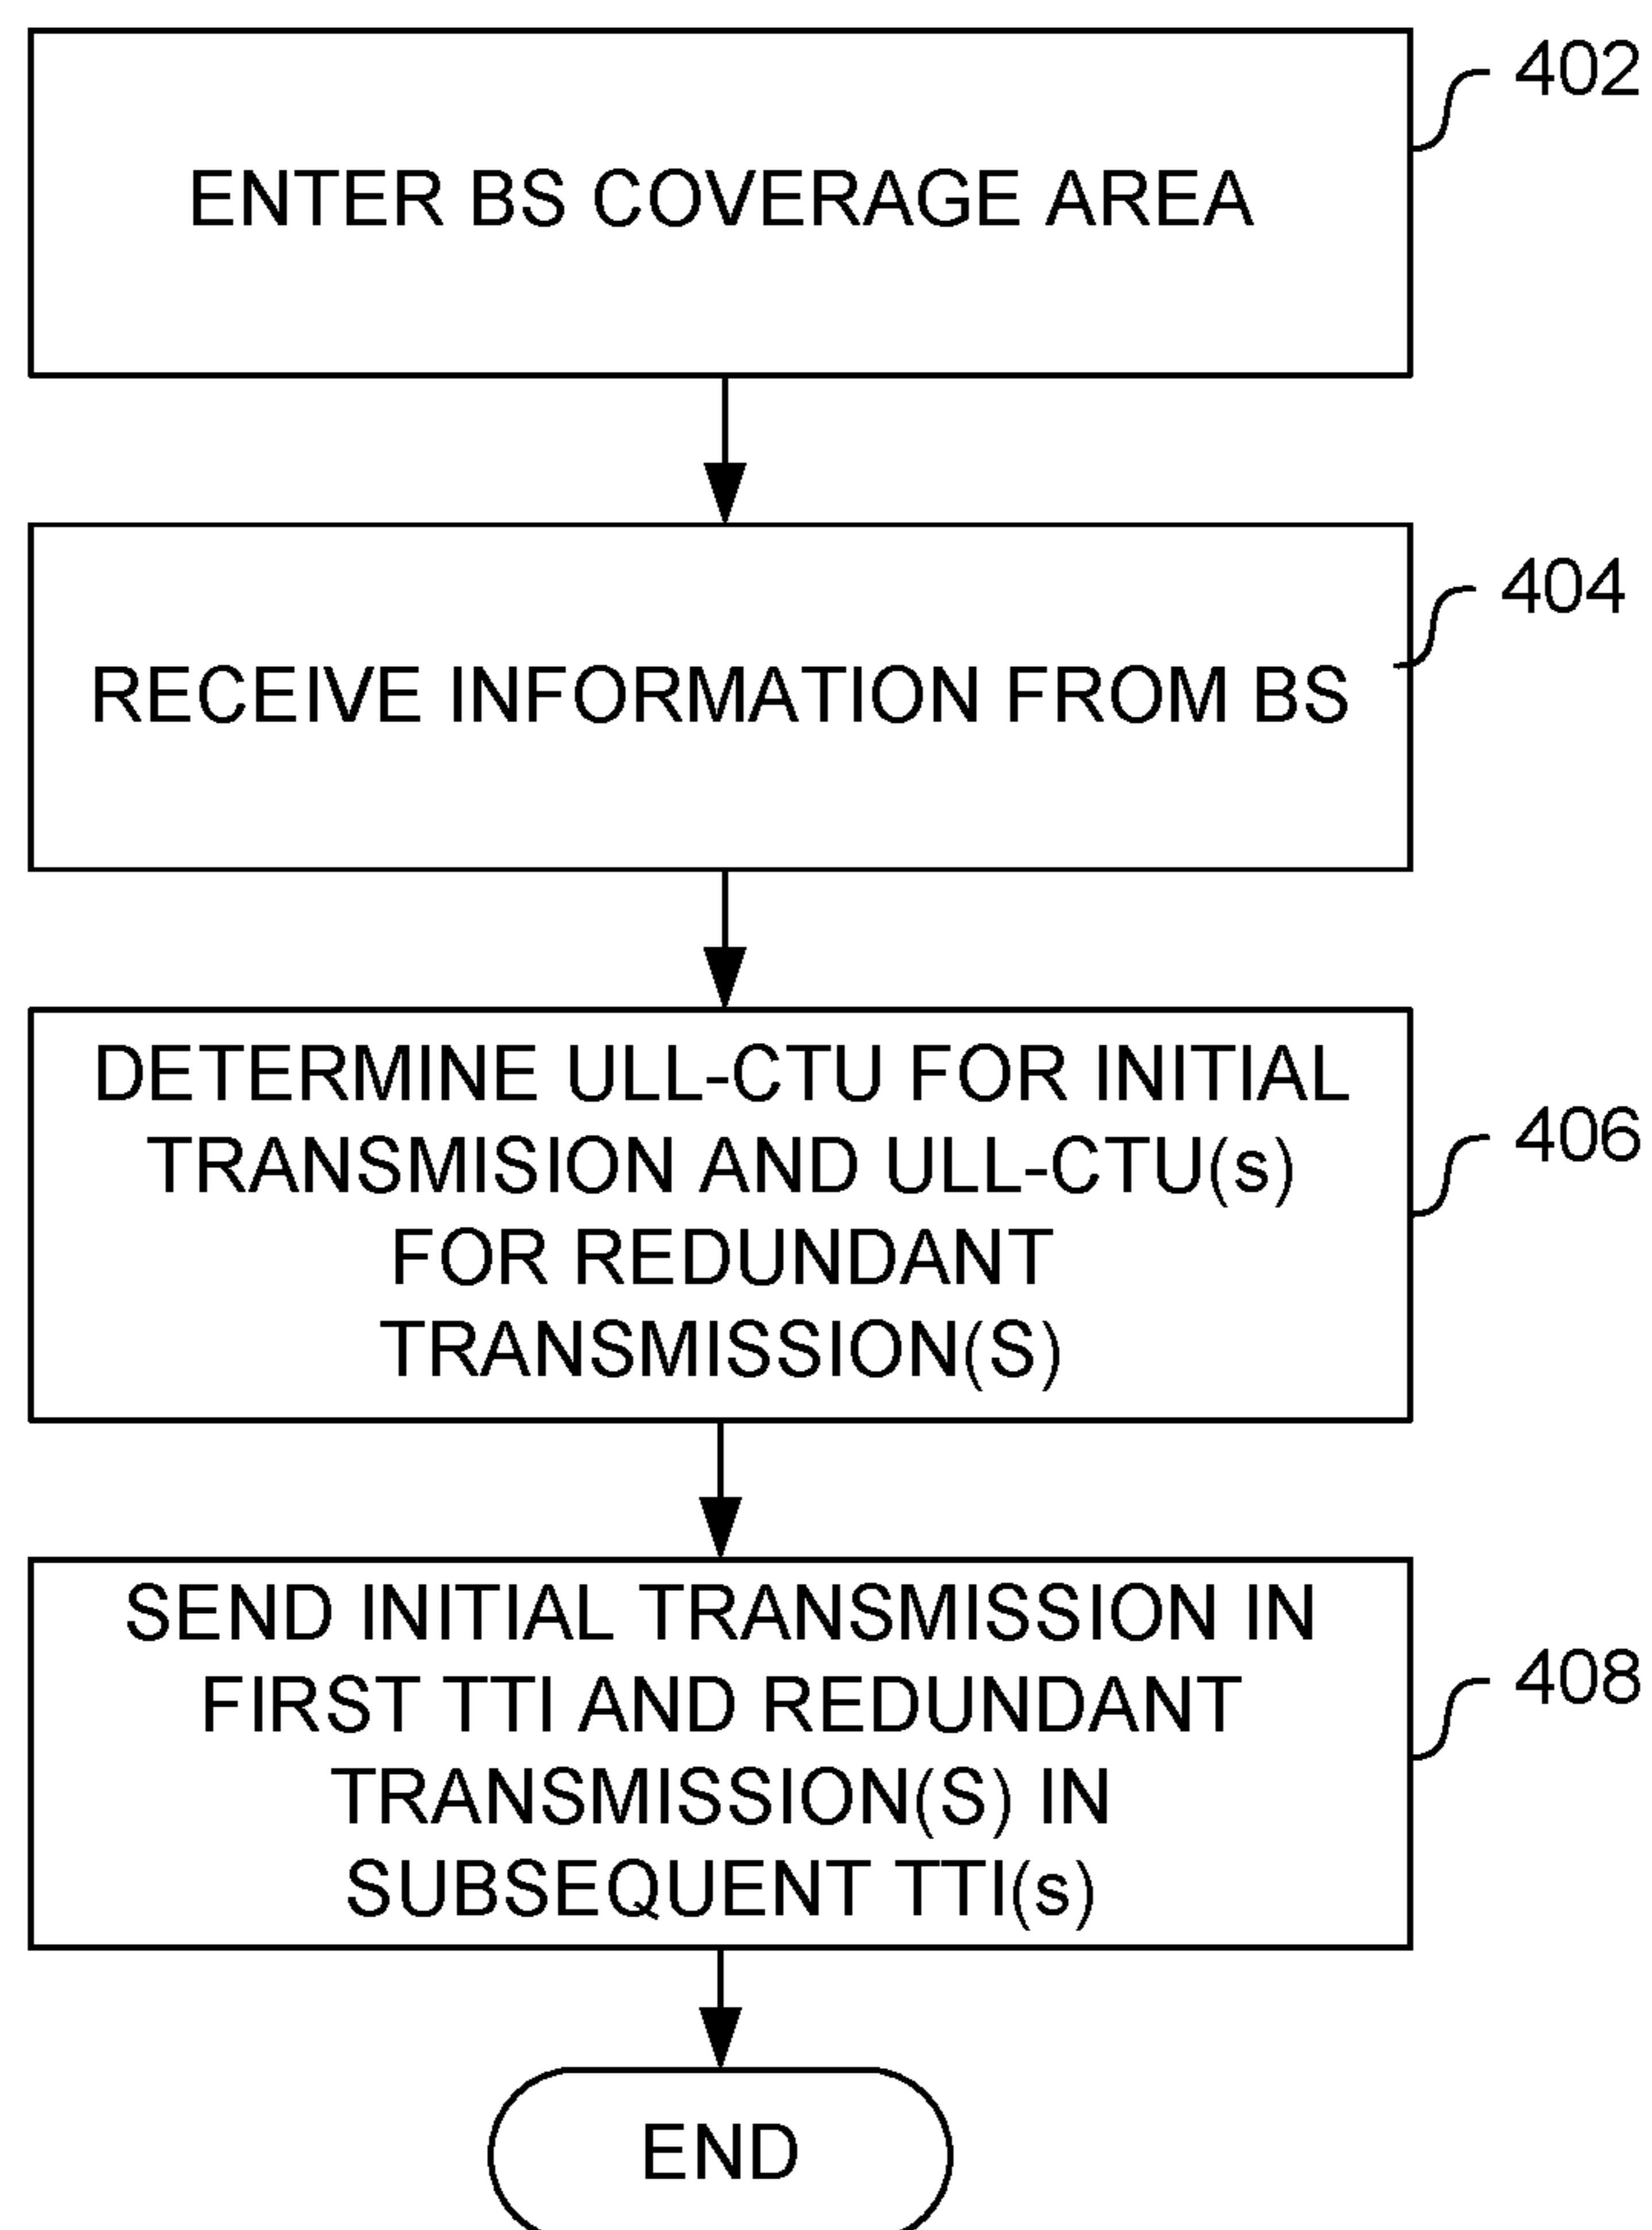 402
ENTER BS COVERAGE AREA
404
RECEIVE INFORMATION FROM BS
DETERMINE ULL-CTU FOR INITIAL
TRANSMISION AND ULL-CTU(s)
FOR REDUNDANT
TRANSMISSION(S)
406
SEND INITIAL TRANSMISSION IN
FIRST TTI AND REDUNDANT
TRANSMISSION(S) IN
SUBSEQUENT TTI(s)
408
END